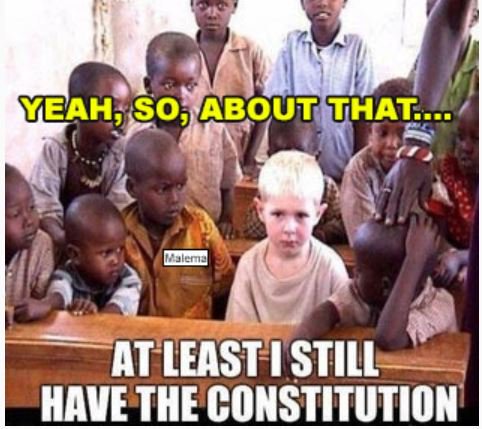 YEAH, SO, ABOUT THAT....
Malema
AT LEAST I STILL
HAVE THE CONSTITUTION